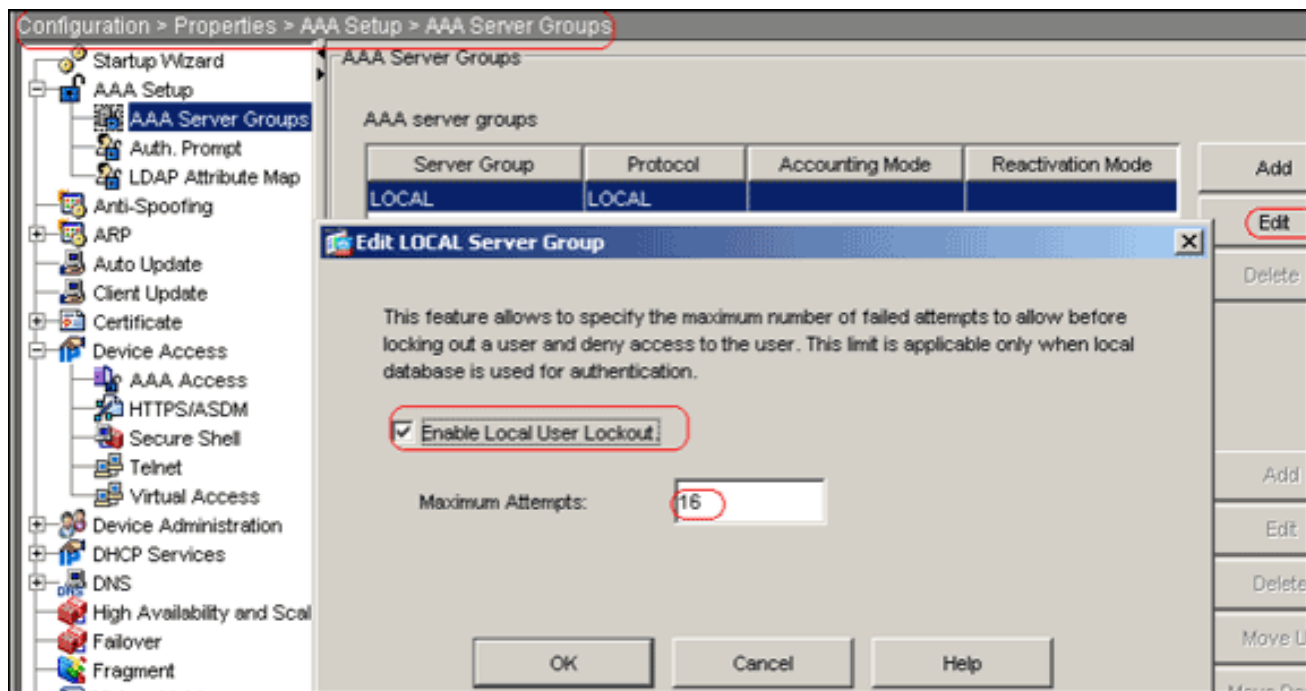 Configuration > Properties > AAA Setup > AAA Server Groups
Startup Wizard
AAA Setup
AAA Server Groups
Auth. Prompt
LDAP Attribute Map
Anti-Spoofing
ARP
Auto Update
Client Update
Certificate
Device Access
AAA Access
HTTPS/ASDM
Secure Shell
Telnet
Virtual Access
Device Administration
DHCP Services
DNS
High Availability and Scal
Failover
Fragment
AAA Server Groups
AAA server groups
Server Group Protocol Accounting Mode Reactivation Mode
LOCAL LOCAL
Add
Edit
Delete
Edit LOCAL Server Group
This feature allows to specify the maximum number of failed attempts to allow before
locking out a user and deny access to the user. This limit is applicable only when local
database is used for authentication.
Enable Local User Lockout.
Maximum Attempts: 16
OK Cancel Help
Add
Edit
Delete
Move U